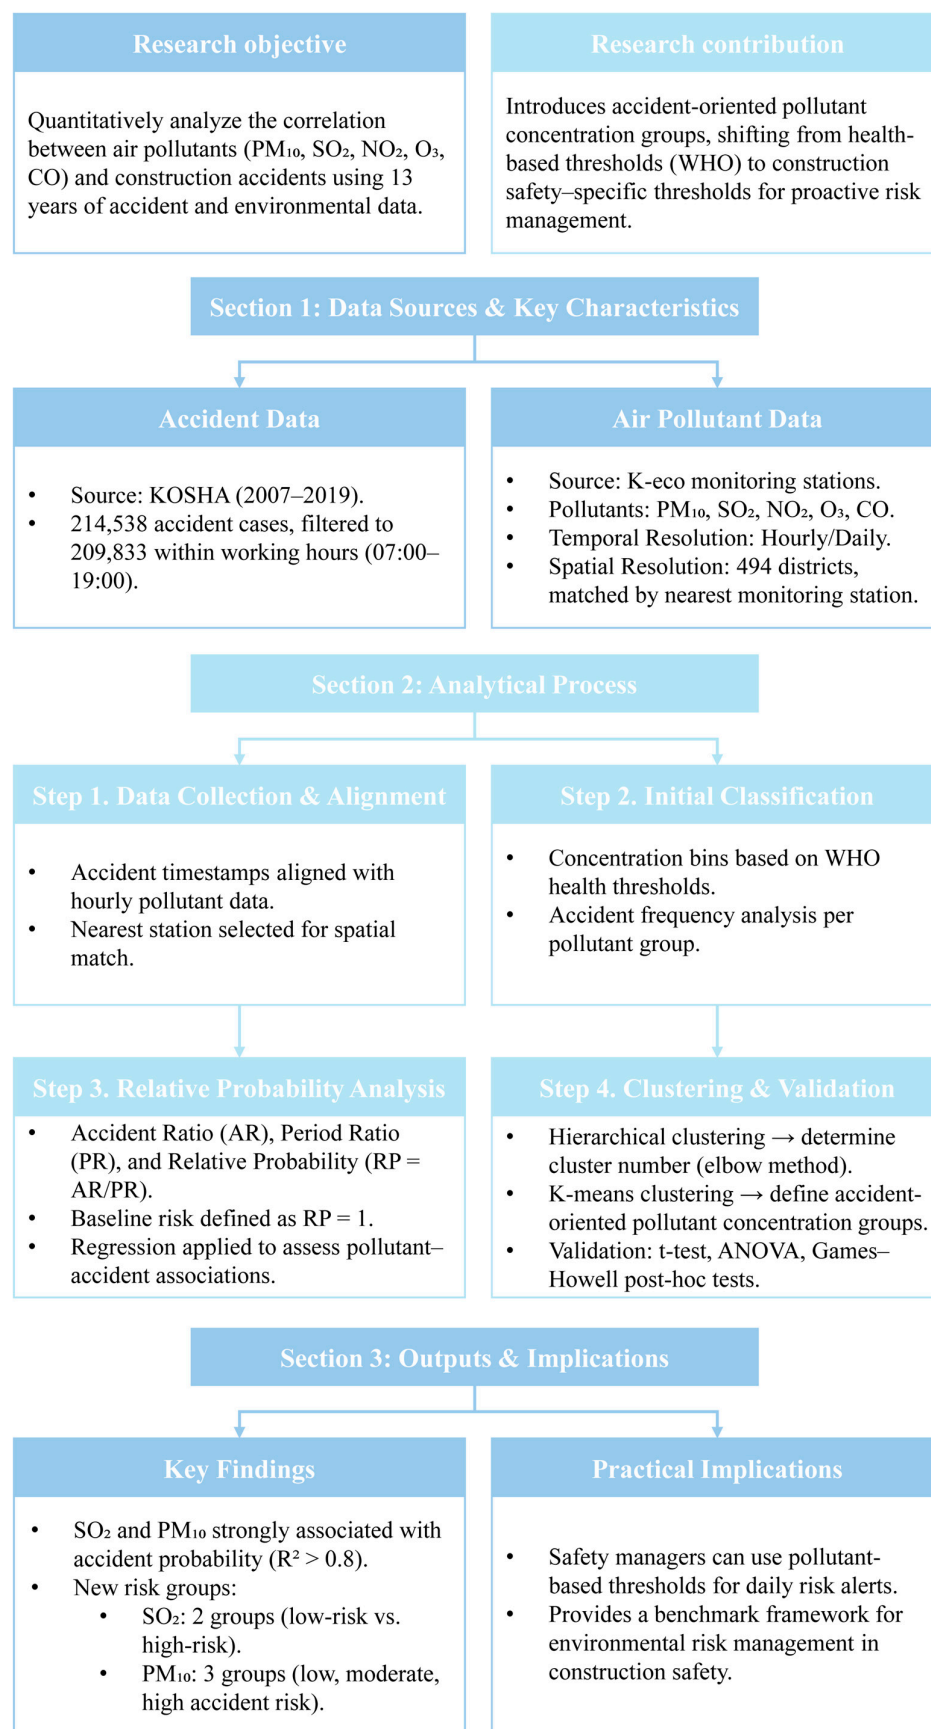 Research objective
Quantitatively analyze the correlation
between air pollutants (PM₁₀, SO₂, NO₂, O₃,
CO) and construction accidents using 13
years of accident and environmental data.
Research contribution
Introduces accident-oriented pollutant
concentration groups, shifting from health-
based thresholds (WHO) to construction
safety–specific thresholds for proactive risk
management.
Section 1: Data Sources & Key Characteristics
Accident Data
• Source: KOSHA (2007–2019).
• 214,538 accident cases, filtered to
209,833 within working hours (07:00–
19:00).
Air Pollutant Data
• Source: K-eco monitoring stations.
• Pollutants: PM₁₀, SO₂, NO₂, O₃, CO.
• Temporal Resolution: Hourly/Daily.
• Spatial Resolution: 494 districts,
matched by nearest monitoring station.
Section 2: Analytical Process
Step 1. Data Collection & Alignment
• Accident timestamps aligned with
hourly pollutant data.
• Nearest station selected for spatial
match.
Step 2. Initial Classification
• Concentration bins based on WHO
health thresholds.
• Accident frequency analysis per
pollutant group.
Step 3. Relative Probability Analysis
• Accident Ratio (AR), Period Ratio
(PR), and Relative Probability (RP =
AR/PR).
• Baseline risk defined as RP = 1.
• Regression applied to assess pollutant–
accident associations.
Step 4. Clustering & Validation
• Hierarchical clustering → determine
cluster number (elbow method).
• K-means clustering → define accident-
oriented pollutant concentration groups.
• Validation: t-test, ANOVA, Games–
Howell post-hoc tests.
Section 3: Outputs & Implications
Key Findings
• SO₂ and PM₁₀ strongly associated with
accident probability (R² > 0.8).
• New risk groups:
• SO₂: 2 groups (low-risk vs.
high-risk).
• PM₁₀: 3 groups (low, moderate,
high accident risk).
Practical Implications
• Safety managers can use pollutant-
based thresholds for daily risk alerts.
• Provides a benchmark framework for
environmental risk management in
construction safety.